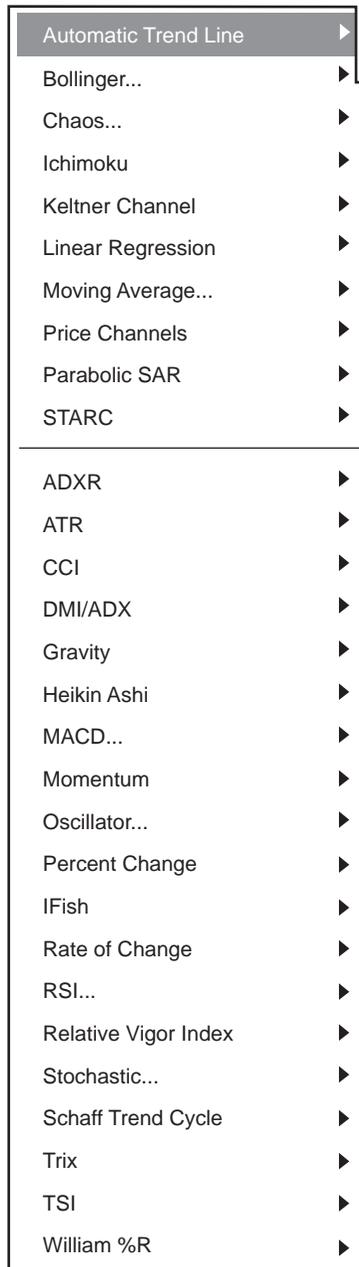 Automatic Trend Line
Bollinger...
Chaos...
Ichimoku
Keltner Channel
Linear Regression
Moving Average...
Price Channels
Parabolic SAR
STARC
ADXR
ATR
CCI
DMI/ADX
Gravity
Heikin Ashi
MACD...
Momentum
Oscillator...
Percent Change
IFish
Rate of Change
RSI...
Relative Vigor Index
Stochastic...
Schaff Trend Cycle
Trix
TSI
William %R